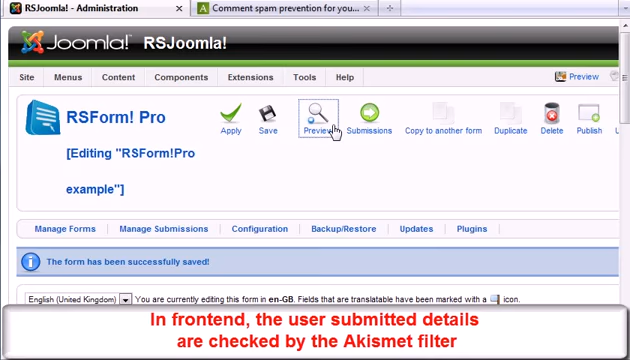 RSJoomla! - Administration
Comment spam prevention for you...
Joomla!
RSJoomla!
Site Menus Content Components Extensions Tools Help
Preview
RSForm! Pro
[Editing "RSForm!Pro
example"]
Apply Save Preview Submissions Copy to another form Duplicate Delete Publish
Manage Forms Manage Submissions Configuration Backup/Restore Updates Plugins
The form has been successfully saved!
English (United Kingdom) You are currently editing this form in en-GB. Fields that are translatable have been marked with a icon.
In frontend, the user submitted details
are checked by the Akismet filter